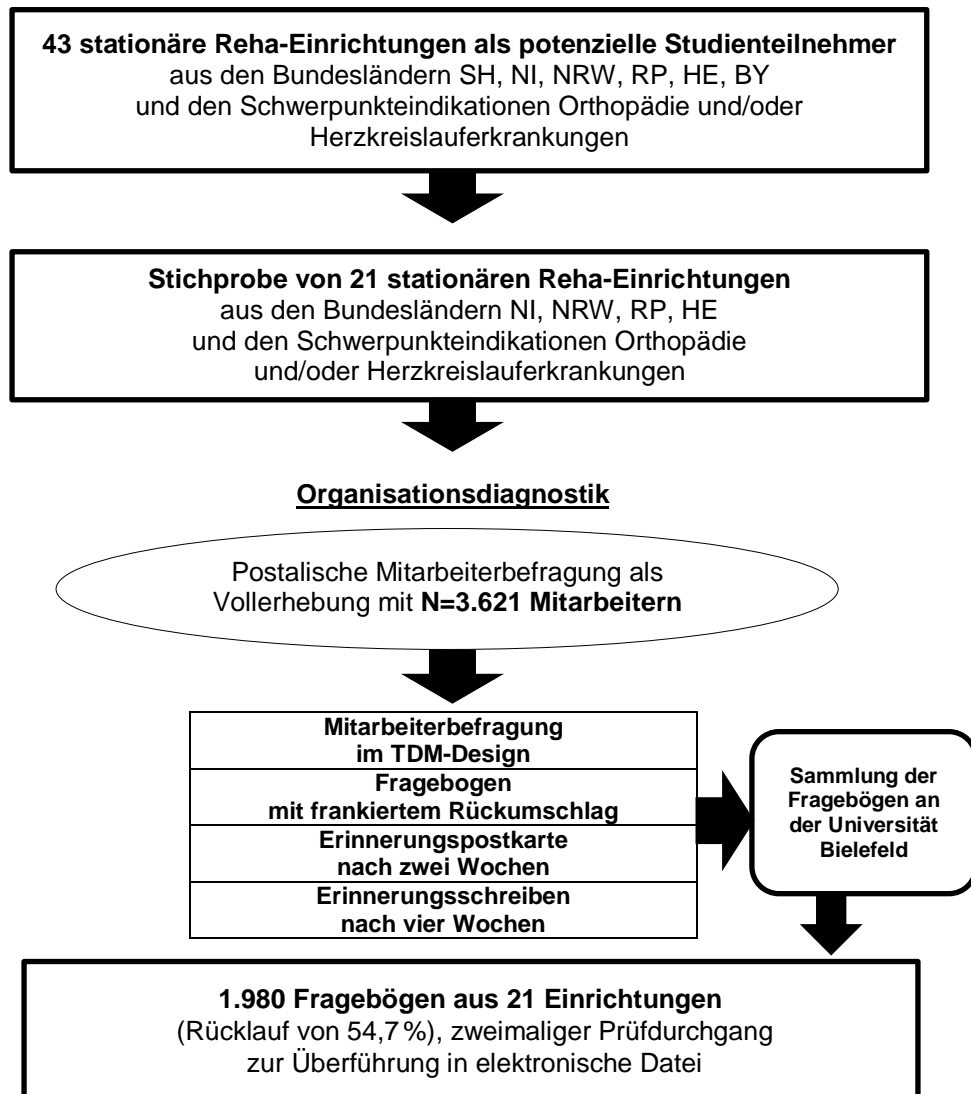 43 stationäre Reha-Einrichtungen als potenzielle Studienteilnehmer
aus den Bundesländern SH, NI, NRW, RP, HE, BY
und den Schwerpunkteindikationen Orthopädie und/oder
Herzkreislauferkrankungen
Stichprobe von 21 stationären Reha-Einrichtungen
aus den Bundesländern NI, NRW, RP, HE
und den Schwerpunkteindikationen Orthopädie
und/oder Herzkreislauferkrankungen
Organisationsdiagnostik
Postalische Mitarbeiterbefragung als
Vollerhebung mit N=3.621 Mitarbeitern
Mitarbeiterbefragung
im TDM-Design
Fragebogen
mit frankiertem Rückumschlag
Erinnerungspostkarte
nach zwei Wochen
Erinnerungsschreiben
nach vier Wochen
Sammlung der
Fragebögen an
der Universität
Bielefeld
1.980 Fragebögen aus 21 Einrichtungen
(Rücklauf von 54,7 %), zweimaliger Prüfdurchgang
zur Überführung in elektronische Datei